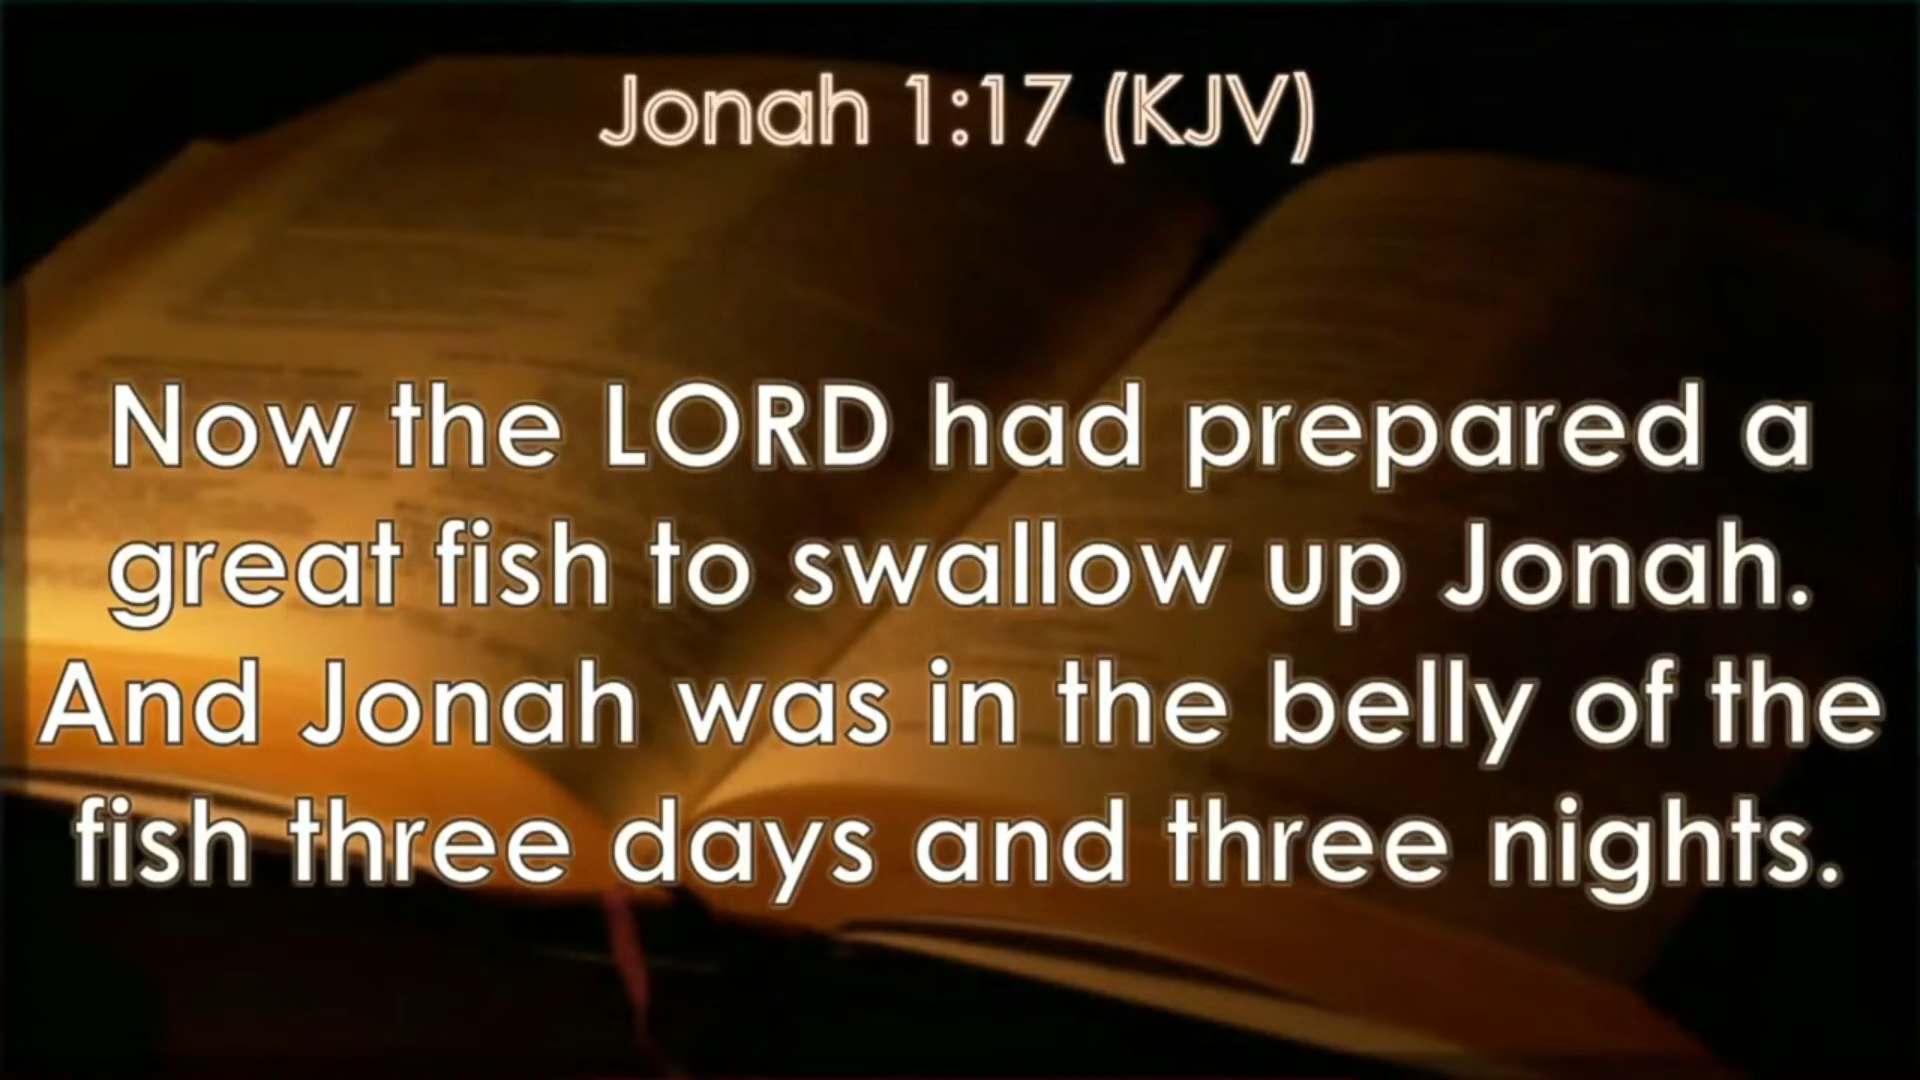 Jonah 1:17 (KJV)
Now the LORD had prepared a
great fish to swallow up Jonah.
And Jonah was in the belly of the
fish three days and three nights.